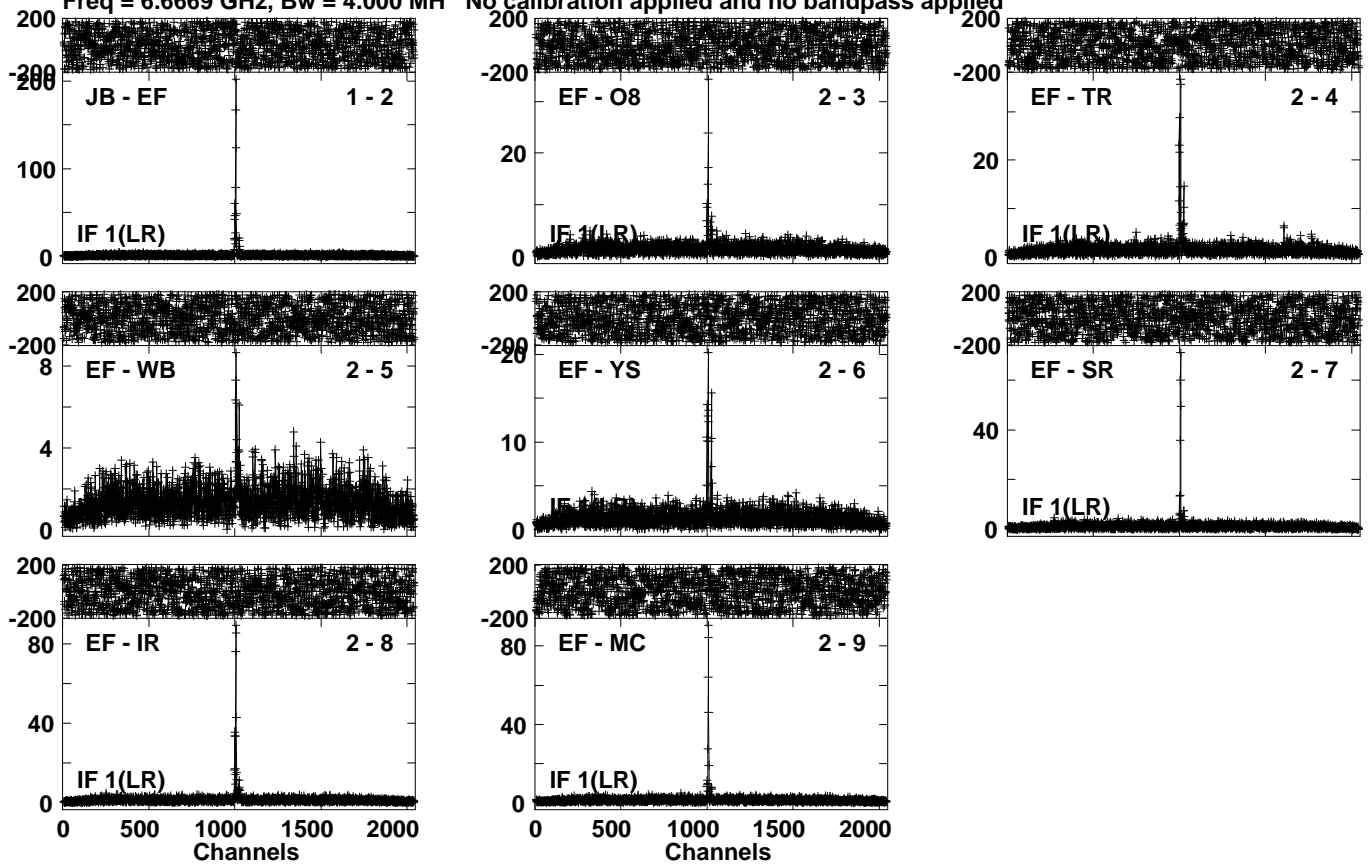 Freq = 6.6669 GHz, Bw = 4.000 MH No calibration applied and no bandpass applied
200
-200
200
100
0
JB - EF 1 - 2
IF 1(LR)
200
-200
20
0
EF - O8 2 - 3
IF 1(LR)
200
-200
20
0
EF - TR 2 - 4
IF 1(LR)
200
-200
8
4
0
EF - WB 2 - 5
200
-200
20
10
0
EF - YS 2 - 6
200
-200
40
0
EF - SR 2 - 7
IF 1(LR)
200
-200
80
40
0
EF - IR 2 - 8
IF 1(LR)
0 500 1000 1500 2000
Channels
200
-200
80
40
0
EF - MC 2 - 9
IF 1(LR)
0 500 1000 1500 2000
Channels